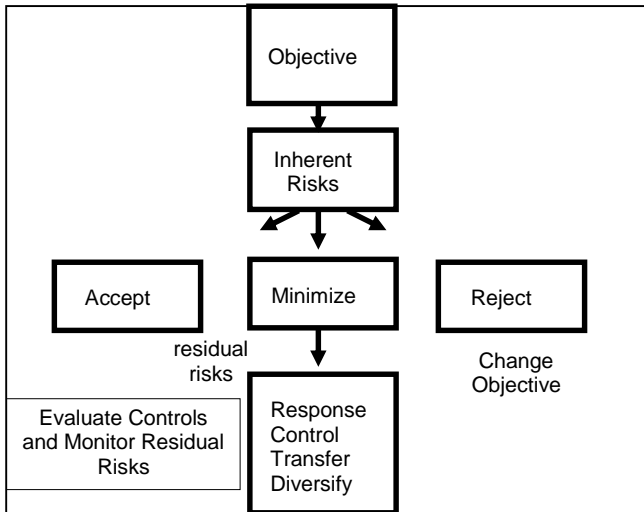 Objective
Inherent
Risks
Accept
Minimize
Reject
residual
risks
Change
Objective
Evaluate Controls
and Monitor Residual
Risks
Response
Control
Transfer
Diversify